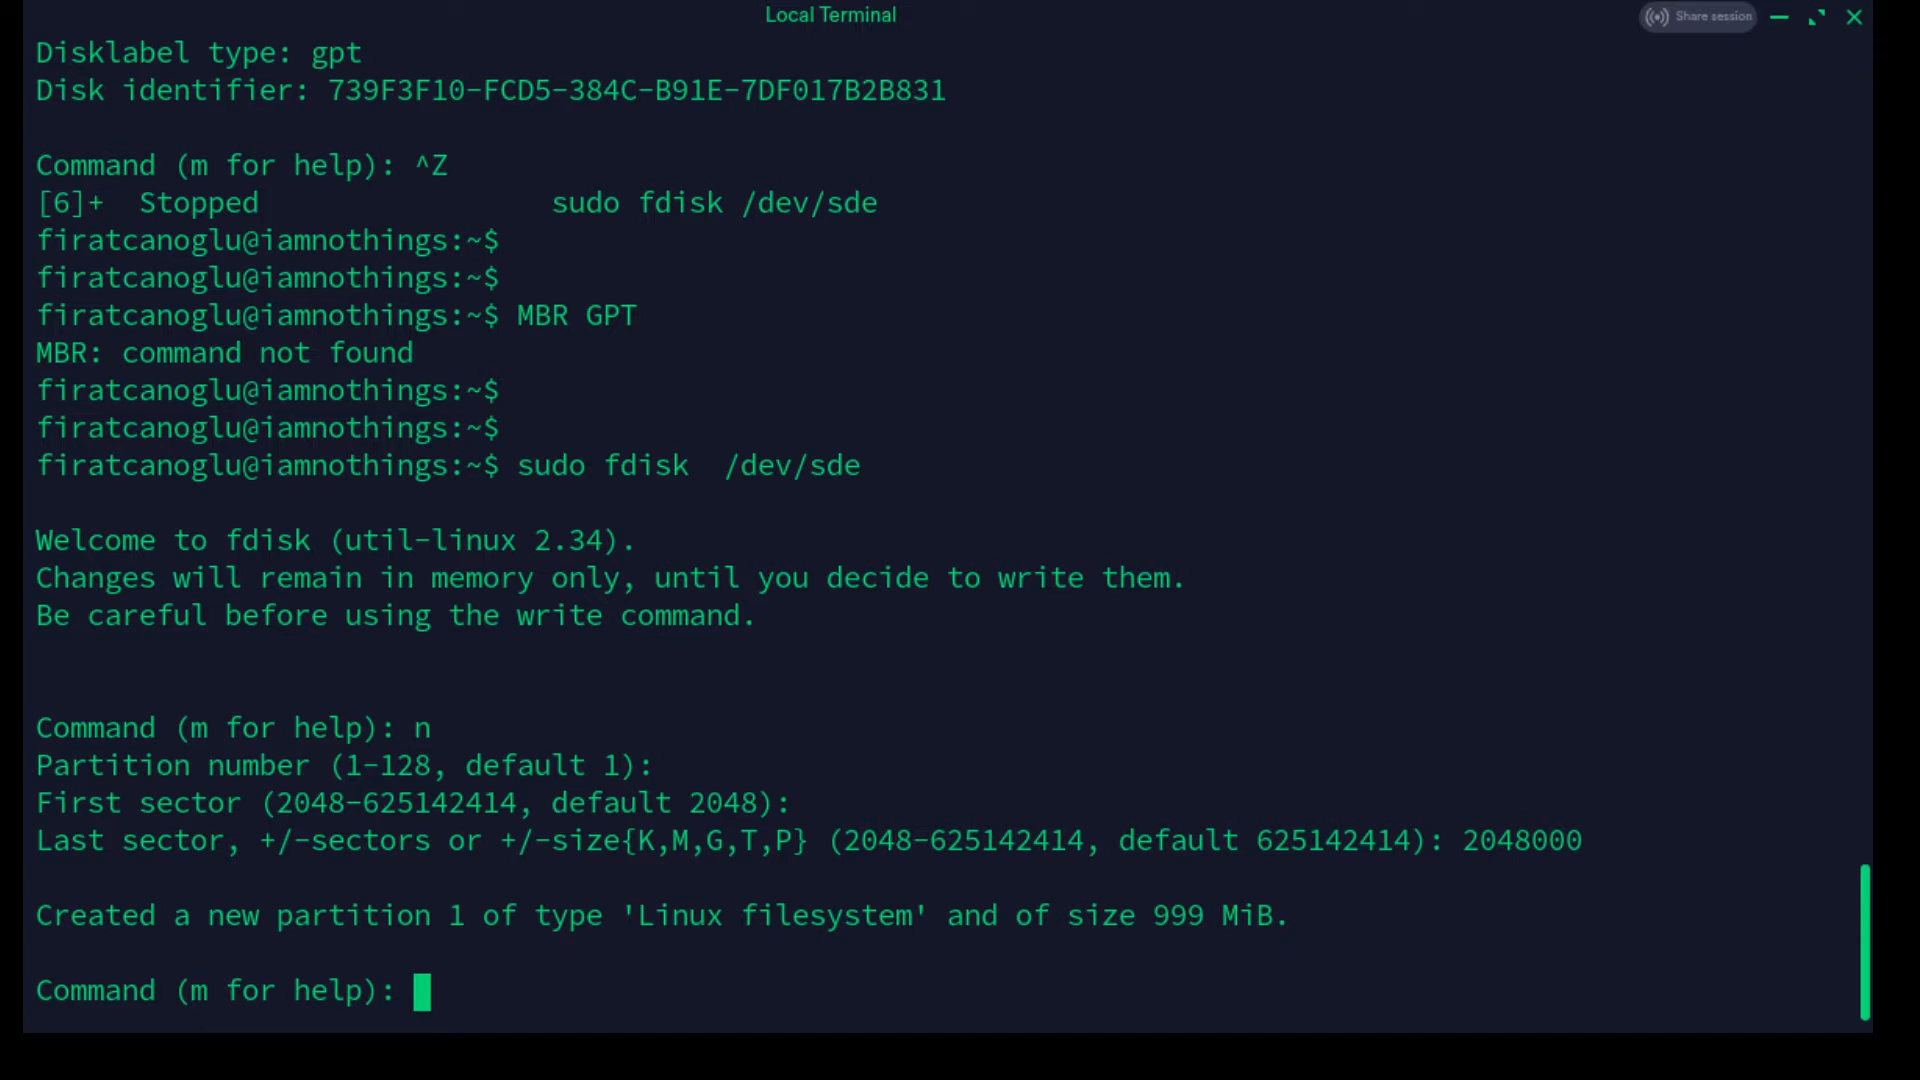 Local Terminal
Share session
Disklabel type: gpt
Disk identifier: 739F3F10-FCD5-384C-B91E-7DF017B2B831
Command (m for help): ^Z
[6]+  Stopped                 sudo fdisk /dev/sde
firatcanoglu@iamnothings:~$
firatcanoglu@iamnothings:~$
firatcanoglu@iamnothings:~$ MBR GPT
MBR: command not found
firatcanoglu@iamnothings:~$
firatcanoglu@iamnothings:~$
firatcanoglu@iamnothings:~$ sudo fdisk  /dev/sde
Welcome to fdisk (util-linux 2.34).
Changes will remain in memory only, until you decide to write them.
Be careful before using the write command.
Command (m for help): n
Partition number (1-128, default 1):
First sector (2048-625142414, default 2048):
Last sector, +/-sectors or +/-size{K,M,G,T,P} (2048-625142414, default 625142414): 2048000
Created a new partition 1 of type 'Linux filesystem' and of size 999 MiB.
Command (m for help):